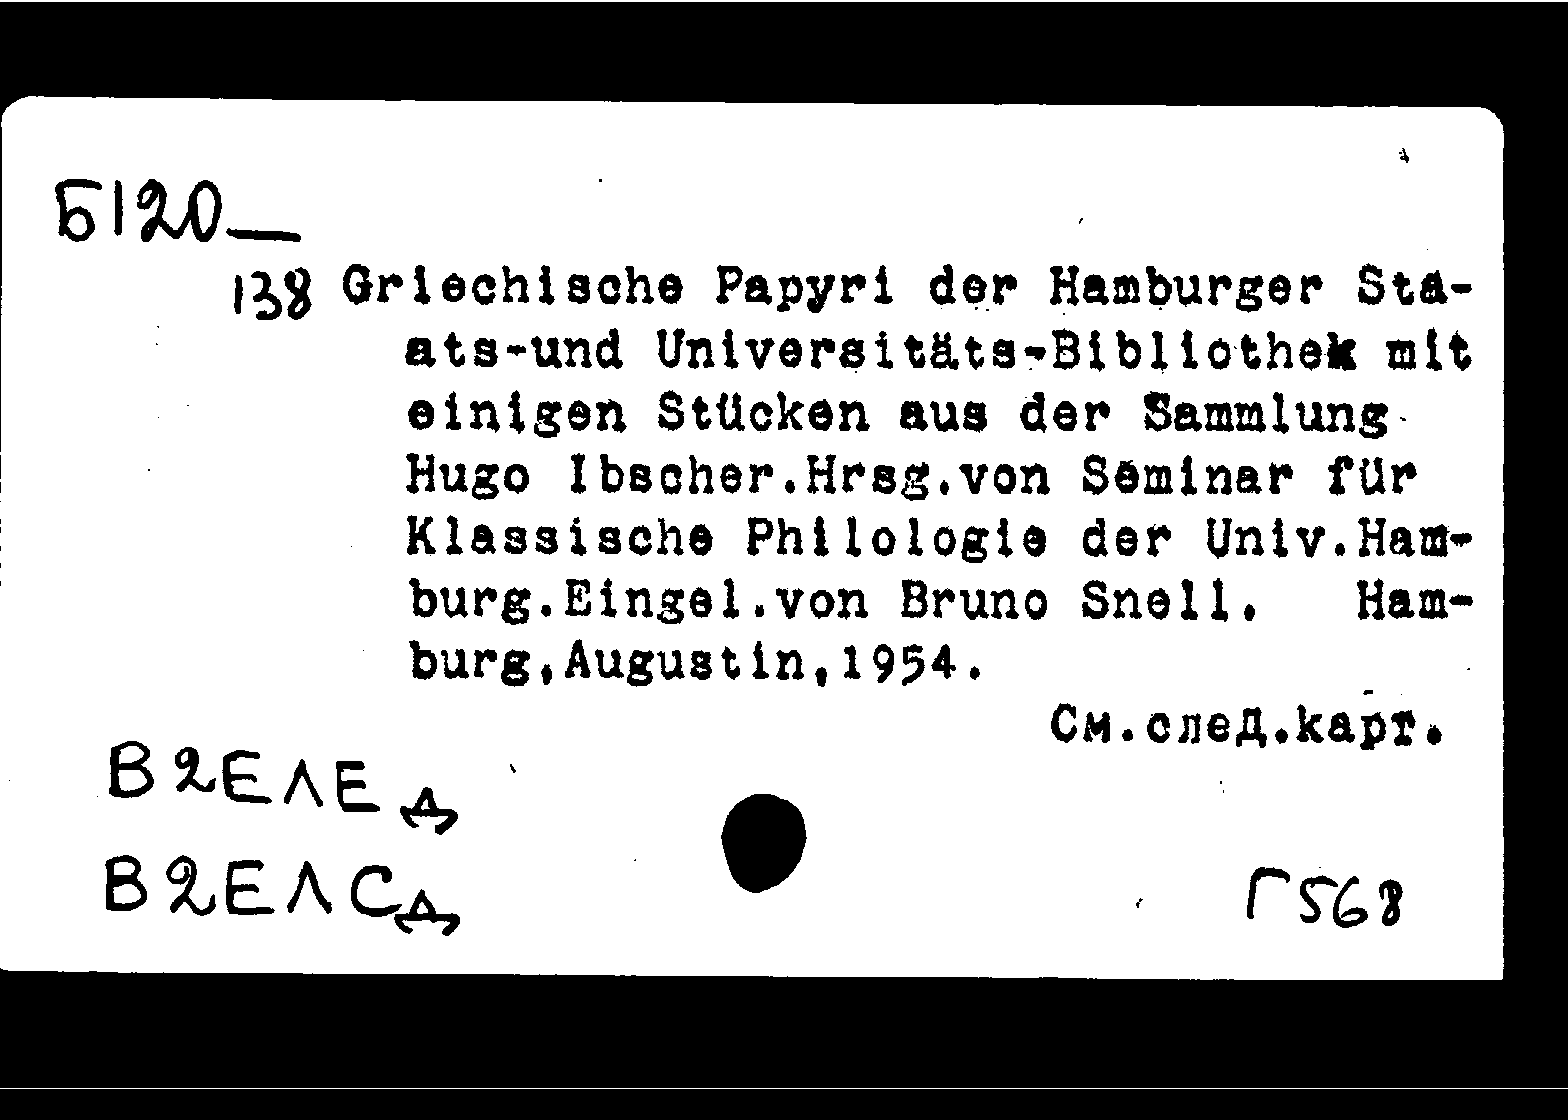 Б120
138 Griechische Papyri der Hamburger Sta-
ats-und Universitäts-Bibliothek mit
einigen Stücken aus der Sammlung
Hugo Ibscher.Hrsg.von Seminar für
Klassische Philologie der Univ.Ham-
burg.Eingel.von Bruno Snell. Ham-
burg,Augustin,1954.
См.след.карт.
В2ЕЛЕд
В2ЕЛСд
Г568